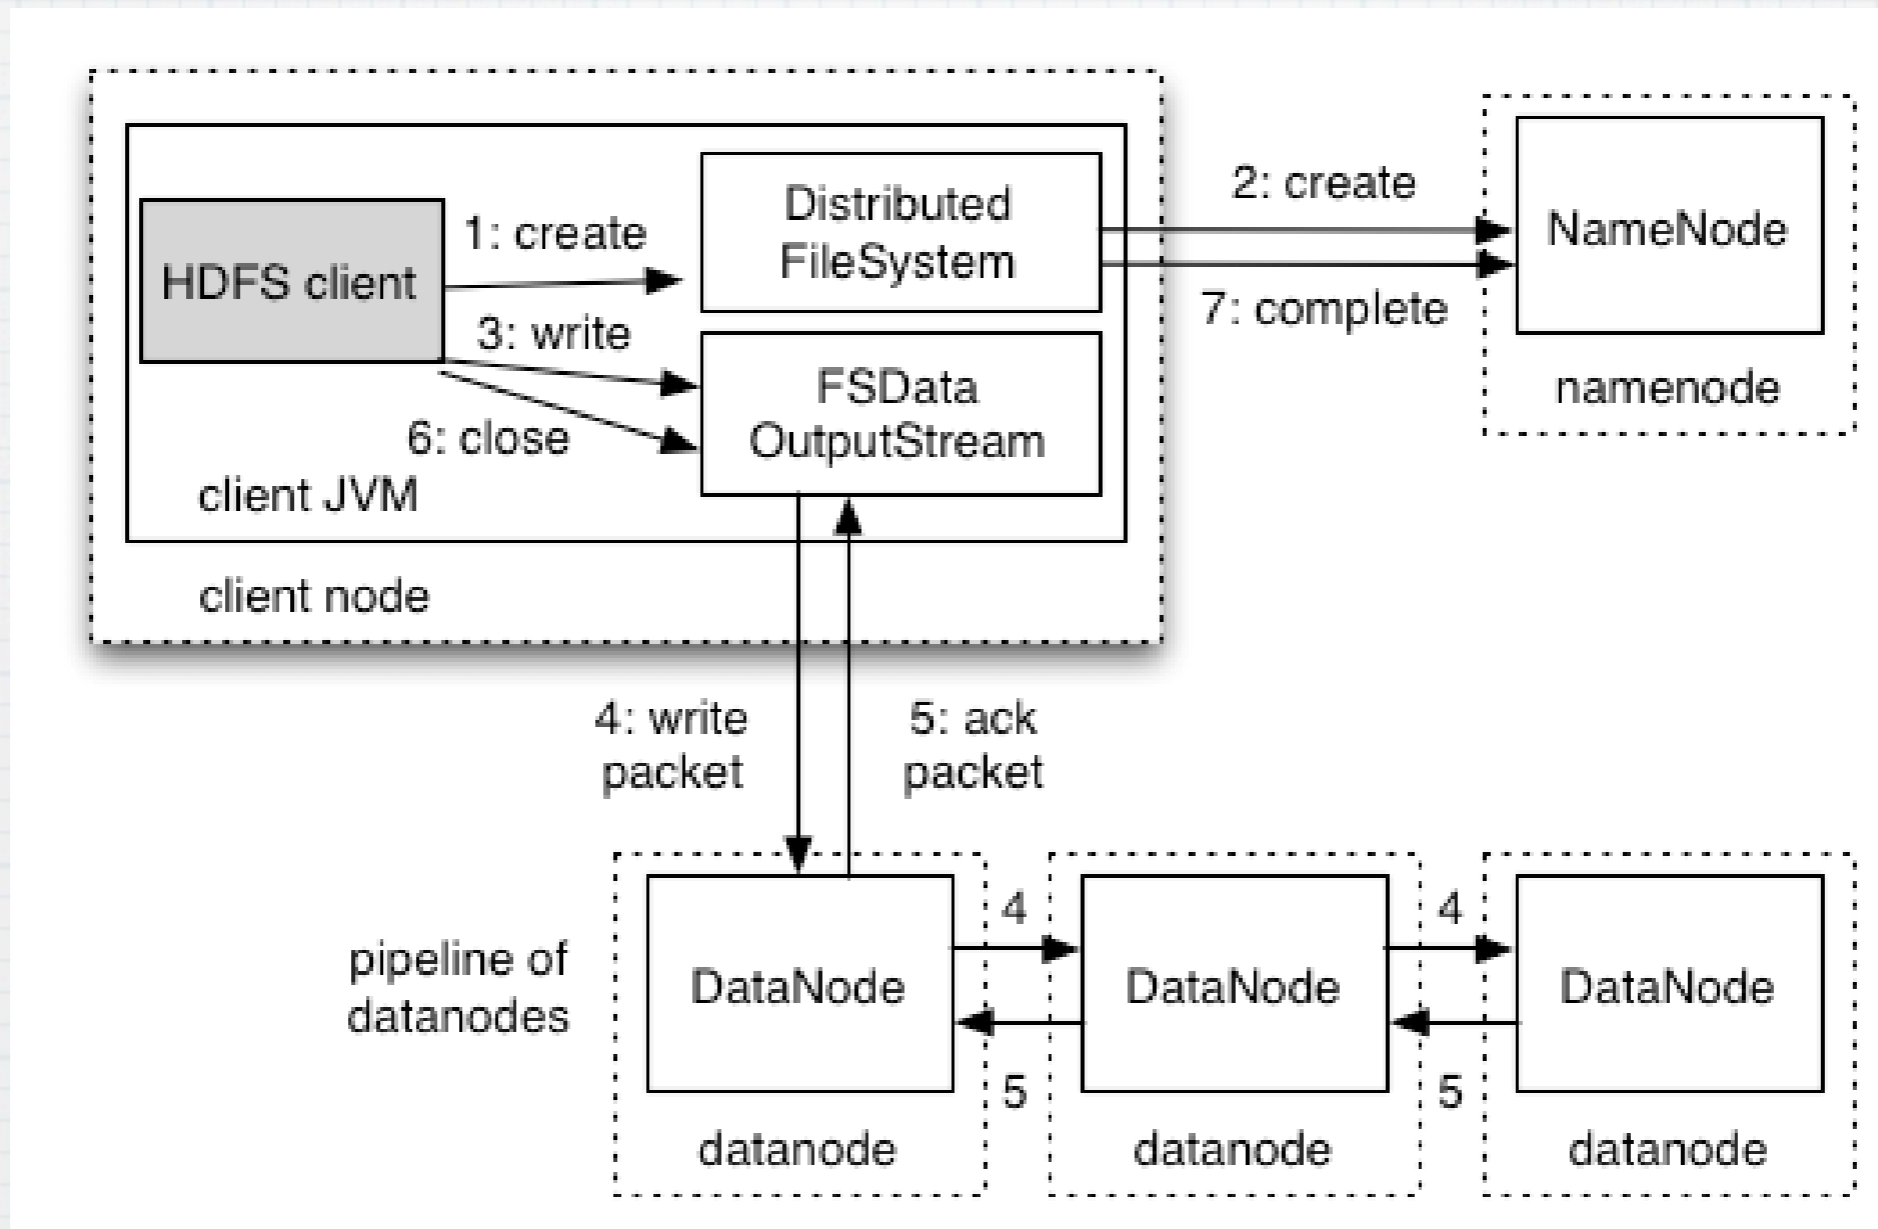 Distributed
FileSystem
2: create
NameNode
1: create
HDFS client
7: complete
3: write
FSData
OutputStream
namenode
6: close
client JVM
client node
4: write
packet
5: ack
packet
4
4
pipeline of
datanodes
DataNode
DataNode
DataNode
5
5
datanode
datanode
datanode